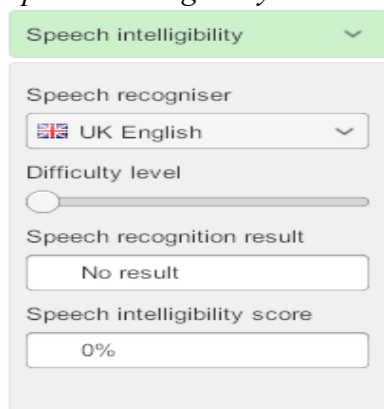 Speech intelligibility
Speech recogniser
UK English
Difficulty level
Speech recognition result
No result
Speech intelligibility score
0%